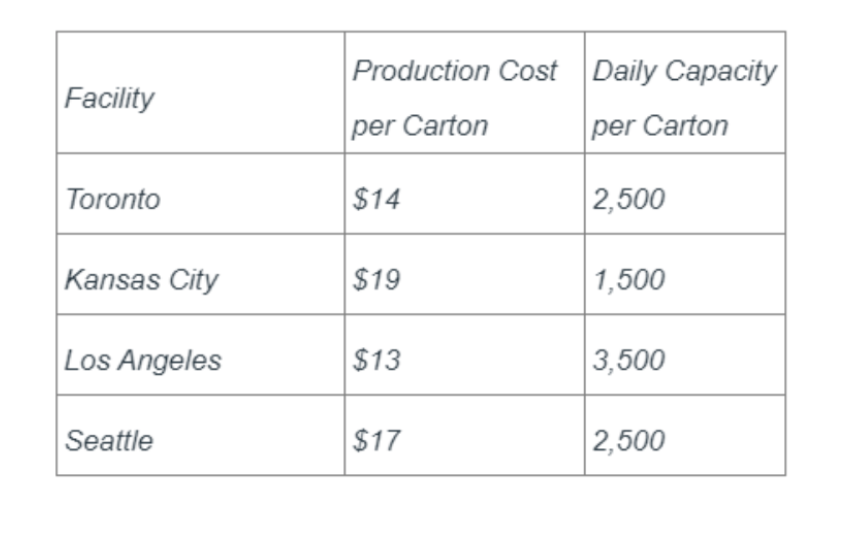 Facility
Production Cost
per Carton
Daily Capacity
per Carton
Toronto
$14
2,500
Kansas City
$19
1,500
Los Angeles
$13
3,500
Seattle
$17
2,500